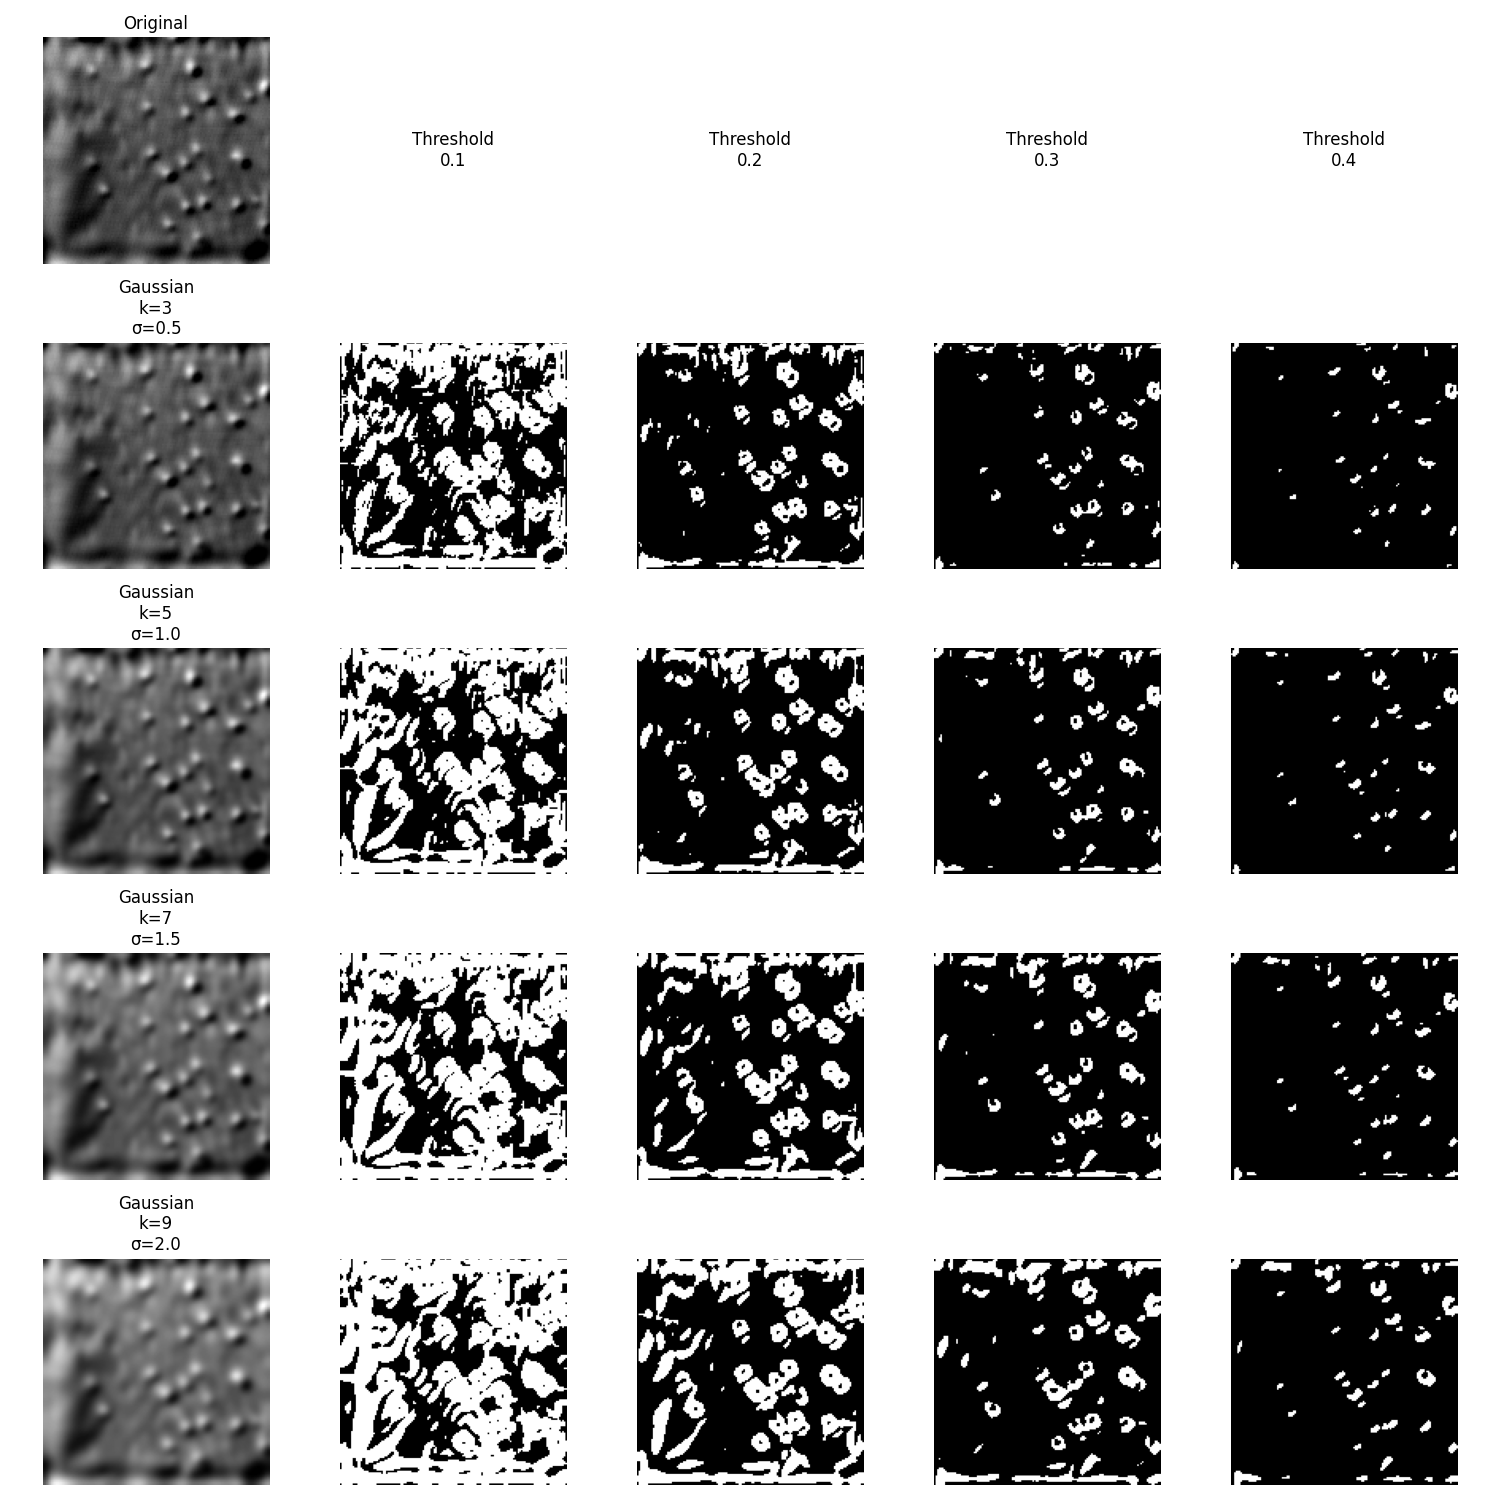 Original
Threshold
0.1
Threshold
0.2
Threshold
0.3
Threshold
0.4
Gaussian
k=3
σ=0.5
Gaussian
k=5
σ=1.0
Gaussian
k=7
σ=1.5
Gaussian
k=9
σ=2.0